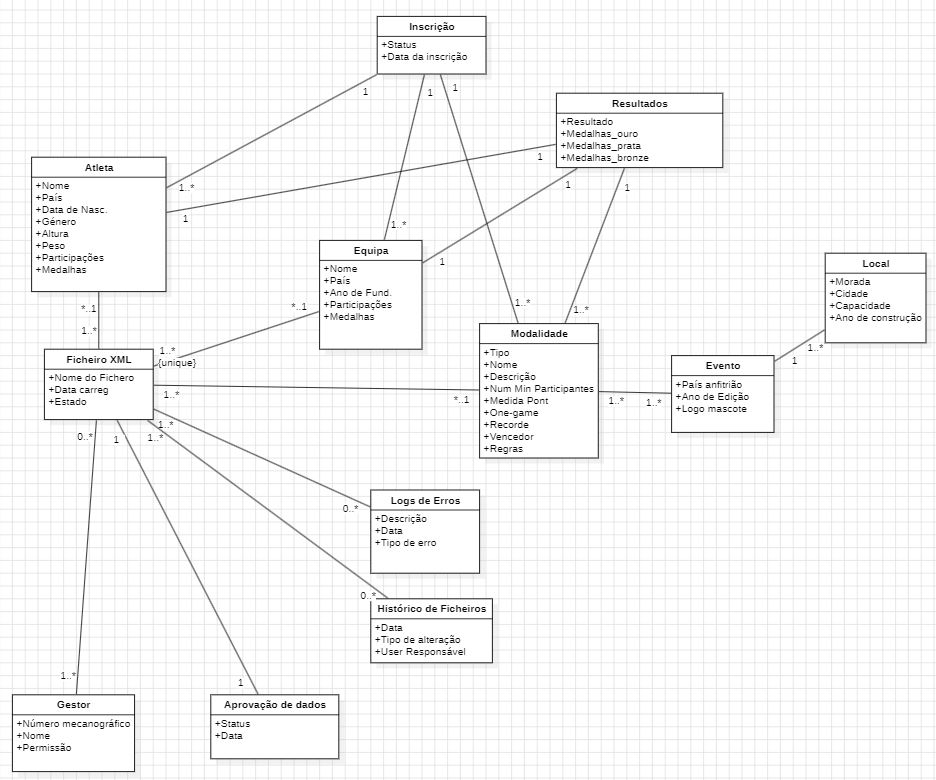 Inscrição
+Status
+Data da inscrição
1
1
1
Resultados
+Resultado
+Medalhas_ouro
+Medalhas_prata
+Medalhas_bronze
1
1
1
Atleta
+Nome
+País
+Data de Nasc.
+Género
+Altura
+Peso
+Participações
+Medalhas
1..*
1
*..1
1..*
1..*
Equipa
+Nome
+País
+Ano de Fund.
+Participações
+Medalhas
1
*..1
1..*
{unique}
Local
+Morada
+Cidade
+Capacidade
+Ano de construção
1..*
1
1..*
1..*
Modalidade
+Tipo
+Nome
+Descrição
+Num Min Participantes
+Medida Pont
+One-game
+Recorde
+Vencedor
+Regras
*..1
1..*
1..*
Evento
+País anfitrião
+Ano de Edição
+Logo mascote
Ficheiro XML
+Nome do Fichero
+Data carreg
+Estado
1..*
1..*
1..*
0..*
1
Logs de Erros
+Descrição
+Data
+Tipo de erro
0..*
0..*
Histórico de Ficheiros
+Data
+Tipo de alteração
+User Responsável
1..*
1
Gestor
+Número mecanográfico
+Nome
+Permissão
Aprovação de dados
+Status
+Data